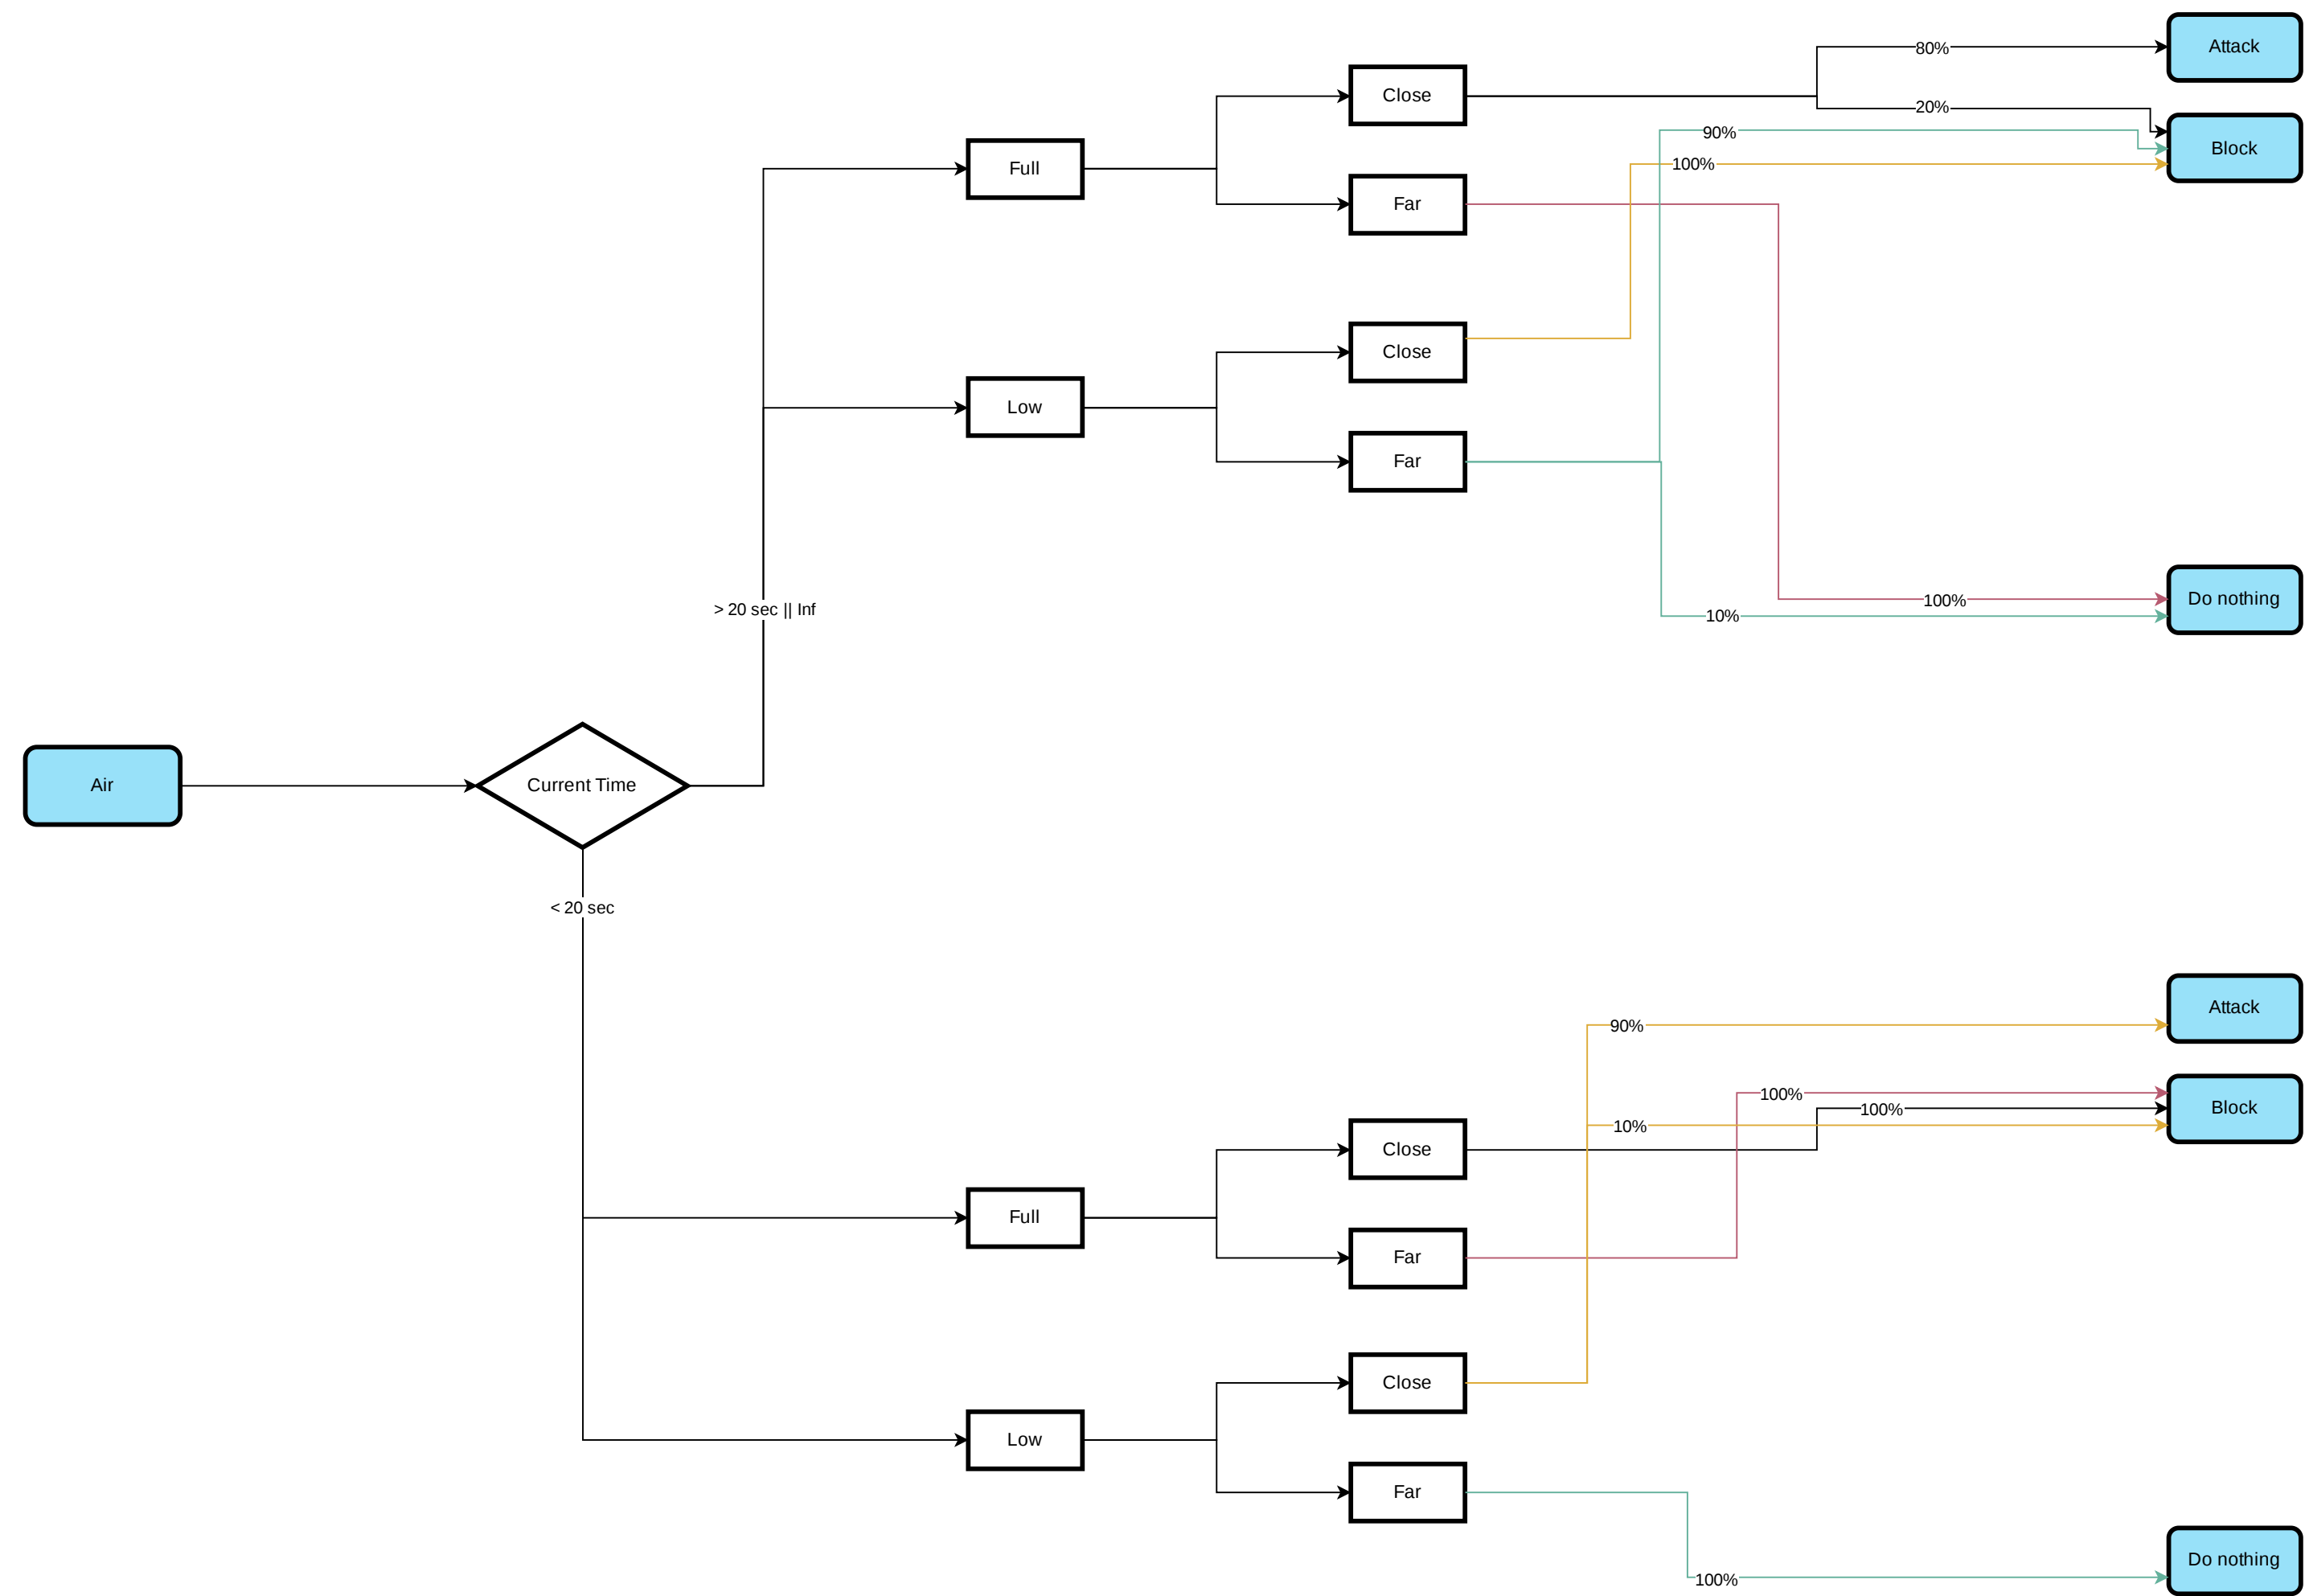 Attack
80%
Close
20%
90%
Block
100%
Full
Far
Close
Low
Far
> 20 sec || Inf
100%
10%
Do nothing
Air
Current Time
< 20 sec
Attack
90%
100%
100%
Block
10%
Close
Full
Far
Close
Low
Far
100%
Do nothing